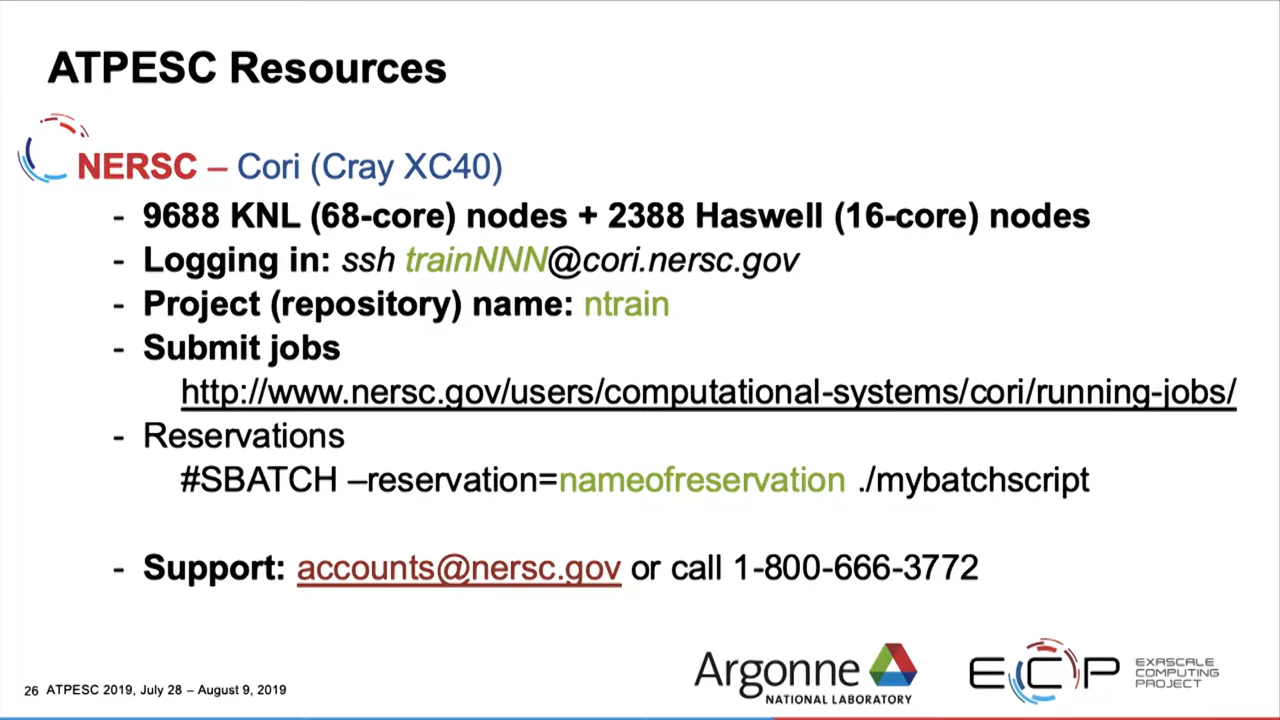 ATPESC Resources
NERSC – Cori (Cray XC40)
- 9688 KNL (68-core) nodes + 2388 Haswell (16-core) nodes
- Logging in: ssh trainNNN@cori.nersc.gov
- Project (repository) name: ntrain
- Submit jobs
http://www.nersc.gov/users/computational-systems/cori/running-jobs/
- Reservations
#SBATCH –reservation=nameofreservation ./mybatchscript
- Support: accounts@nersc.gov or call 1-800-666-3772
26 ATPESC 2019, July 28 – August 9, 2019
Argonne
NATIONAL LABORATORY
ECP
EXASCALE
COMPUTING
PROJECT